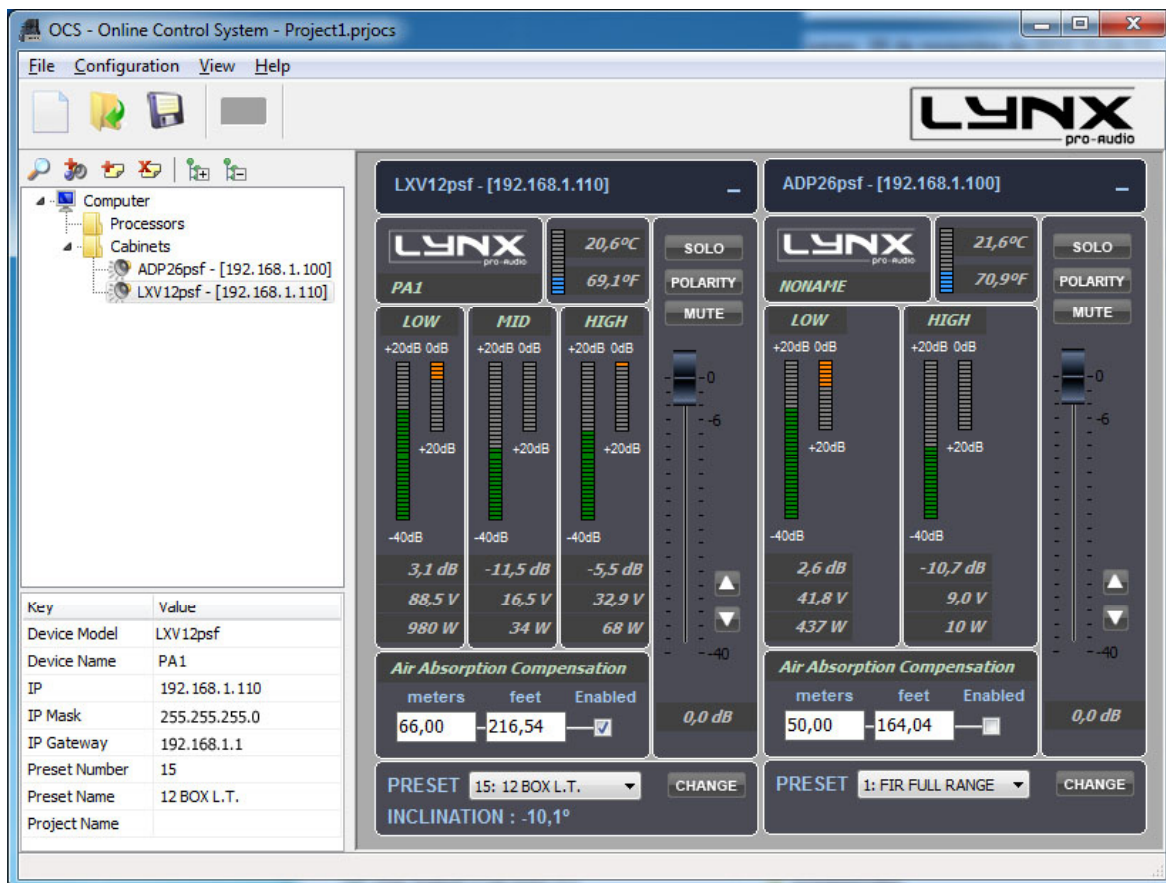 OCS - Online Control System - Project1.prjocs
File Configuration View Help
LYNX
pro-audio
Computer
Processors
Cabinets
ADP26psf - [192.168.1.100]
LXV12psf - [192.168.1.110]
Key Value
Device Model LXV12psf
Device Name PA1
IP 192.168.1.110
IP Mask 255.255.255.0
IP Gateway 192.168.1.1
Preset Number 15
Preset Name 12 BOX L.T.
Project Name
LXV12psf - [192.168.1.110]
LYNX
pro-audio
20,6ºC
69,1ºF
PA1
SOLO
POLARITY
MUTE
LOW MID HIGH
+20dB 0dB +20dB 0dB +20dB 0dB
+20dB +20dB +20dB
-40dB -40dB -40dB
3,1 dB -11,5 dB -5,5 dB
88,5 V 16,5 V 32,9 V
980 W 34 W 68 W
-0
-6
-40
0,0 dB
Air Absorption Compensation
meters feet Enabled
66,00 216,54
PRESET 15: 12 BOX L.T. CHANGE
INCLINATION : -10,1º
ADP26psf - [192.168.1.100]
LYNX
pro-audio
21,6ºC
70,9ºF
NONAME
SOLO
POLARITY
MUTE
LOW HIGH
+20dB 0dB +20dB 0dB
+20dB +20dB
-40dB -40dB
2,6 dB -10,7 dB
41,8 V 9,0 V
437 W 10 W
-0
-6
-40
0,0 dB
Air Absorption Compensation
meters feet Enabled
50,00 164,04
PRESET 1: FIR FULL RANGE CHANGE